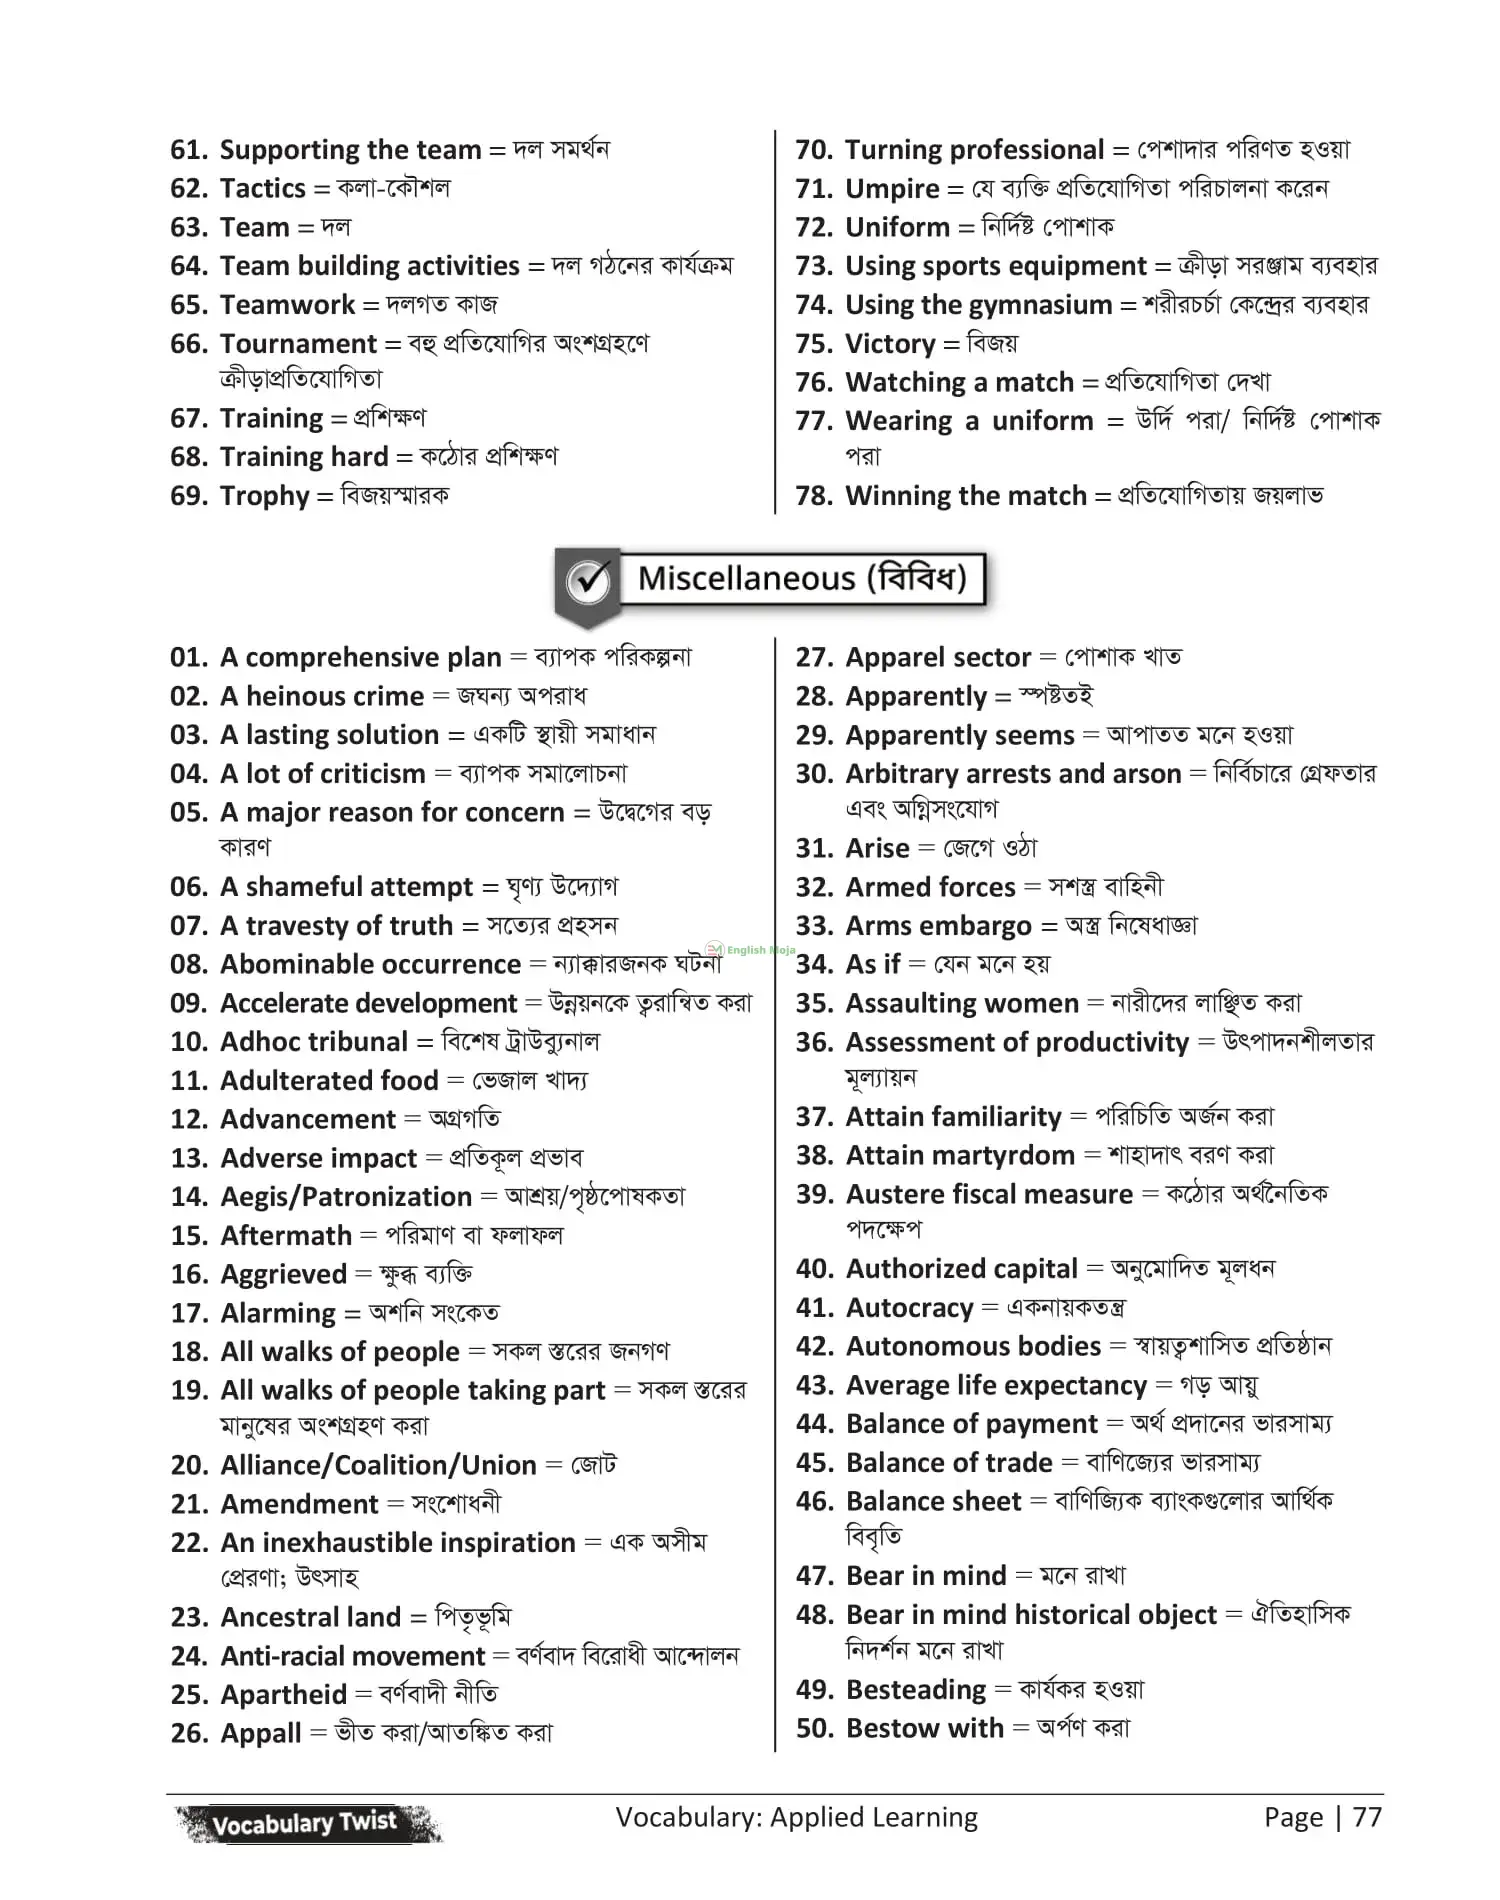 61. Supporting the team = দল সমর্থন
62. Tactics = কলা-কৌশল
63. Team = দল
64. Team building activities = দল গঠনের কার্যক্রম
65. Teamwork = দলগত কাজ
66. Tournament = বহু প্রতিযোগির অংশগ্রহণে
ক্রীড়াপ্রতিযোগিতা
67. Training = প্রশিক্ষণ
68. Training hard = কঠোর প্রশিক্ষণ
69. Trophy = বিজয়স্মারক
70. Turning professional = পেশাদার পরিণত হওয়া
71. Umpire = যে ব্যক্তি প্রতিযোগিতা পরিচালনা করেন
72. Uniform = নির্দিষ্ট পোশাক
73. Using sports equipment = ক্রীড়া সরঞ্জাম ব্যবহার
74. Using the gymnasium = শরীরচর্চা কেন্দ্রের ব্যবহার
75. Victory = বিজয়
76. Watching a match = প্রতিযোগিতা দেখা
77. Wearing a uniform = উর্দি পরা/ নির্দিষ্ট পোশাক
পরা
78. Winning the match = প্রতিযোগিতায় জয়লাভ
Miscellaneous (বিবিধ)
01. A comprehensive plan = ব্যাপক পরিকল্পনা
02. A heinous crime = জঘন্য অপরাধ
03. A lasting solution = একটি স্থায়ী সমাধান
04. A lot of criticism = ব্যাপক সমালোচনা
05. A major reason for concern = উদ্বেগের বড়
কারণ
06. A shameful attempt = ঘৃণ্য উদ্যোগ
07. A travesty of truth = সত্যের প্রহসন
08. Abominable occurrence = ন্যাক্কারজনক ঘটনা
09. Accelerate development = উন্নয়নকে ত্বরান্বিত করা
10. Adhoc tribunal = বিশেষ ট্রাউব্যুনাল
11. Adulterated food = ভেজাল খাদ্য
12. Advancement = অগ্রগতি
13. Adverse impact = প্রতিকূল প্রভাব
14. Aegis/Patronization = আশ্রয়/পৃষ্ঠপোষকতা
15. Aftermath = পরিমাণ বা ফলাফল
16. Aggrieved = ক্ষুব্ধ ব্যক্তি
17. Alarming = অশনি সংকেত
18. All walks of people = সকল স্তরের জনগণ
19. All walks of people taking part = সকল স্তরের
মানুষের অংশগ্রহণ করা
20. Alliance/Coalition/Union = জোট
21. Amendment = সংশোধনী
22. An inexhaustible inspiration = এক অসীম
প্রেরণা; উৎসাহ
23. Ancestral land = পিতৃভূমি
24. Anti-racial movement = বর্ণবাদ বিরোধী আন্দোলন
25. Apartheid = বর্ণবাদী নীতি
26. Appall = ভীত করা/আতঙ্কিত করা
27. Apparel sector = পোশাক খাত
28. Apparently = স্পষ্টতই
29. Apparently seems = আপাতত মনে হওয়া
30. Arbitrary arrests and arson = নির্বিচারে গ্রেফতার
এবং অগ্নিসংযোগ
31. Arise = জেগে ওঠা
32. Armed forces = সশস্ত্র বাহিনী
33. Arms embargo = অস্ত্র নিষেধাজ্ঞা
34. As if = যেন মনে হয়
35. Assaulting women = নারীদের লাঞ্ছিত করা
36. Assessment of productivity = উৎপাদনশীলতার
মূল্যায়ন
37. Attain familiarity = পরিচিতি অর্জন করা
38. Attain martyrdom = শাহাদাৎ বরণ করা
39. Austere fiscal measure = কঠোর অর্থনৈতিক
পদক্ষেপ
40. Authorized capital = অনুমোদিত মূলধন
41. Autocracy = একনায়কতন্ত্র
42. Autonomous bodies = স্বায়ত্বশাসিত প্রতিষ্ঠান
43. Average life expectancy = গড় আয়ু
44. Balance of payment = অর্থ প্রদানের ভারসাম্য
45. Balance of trade = বাণিজ্যের ভারসাম্য
46. Balance sheet = বাণিজ্যিক ব্যাংকগুলোর আর্থিক
বিবৃতি
47. Bear in mind = মনে রাখা
48. Bear in mind historical object = ঐতিহাসিক
নিদর্শন মনে রাখা
49. Besteading = কার্যকর হওয়া
50. Bestow with = অর্পণ করা
English Moja
Vocabulary Twist
Vocabulary: Applied Learning
Page | 77